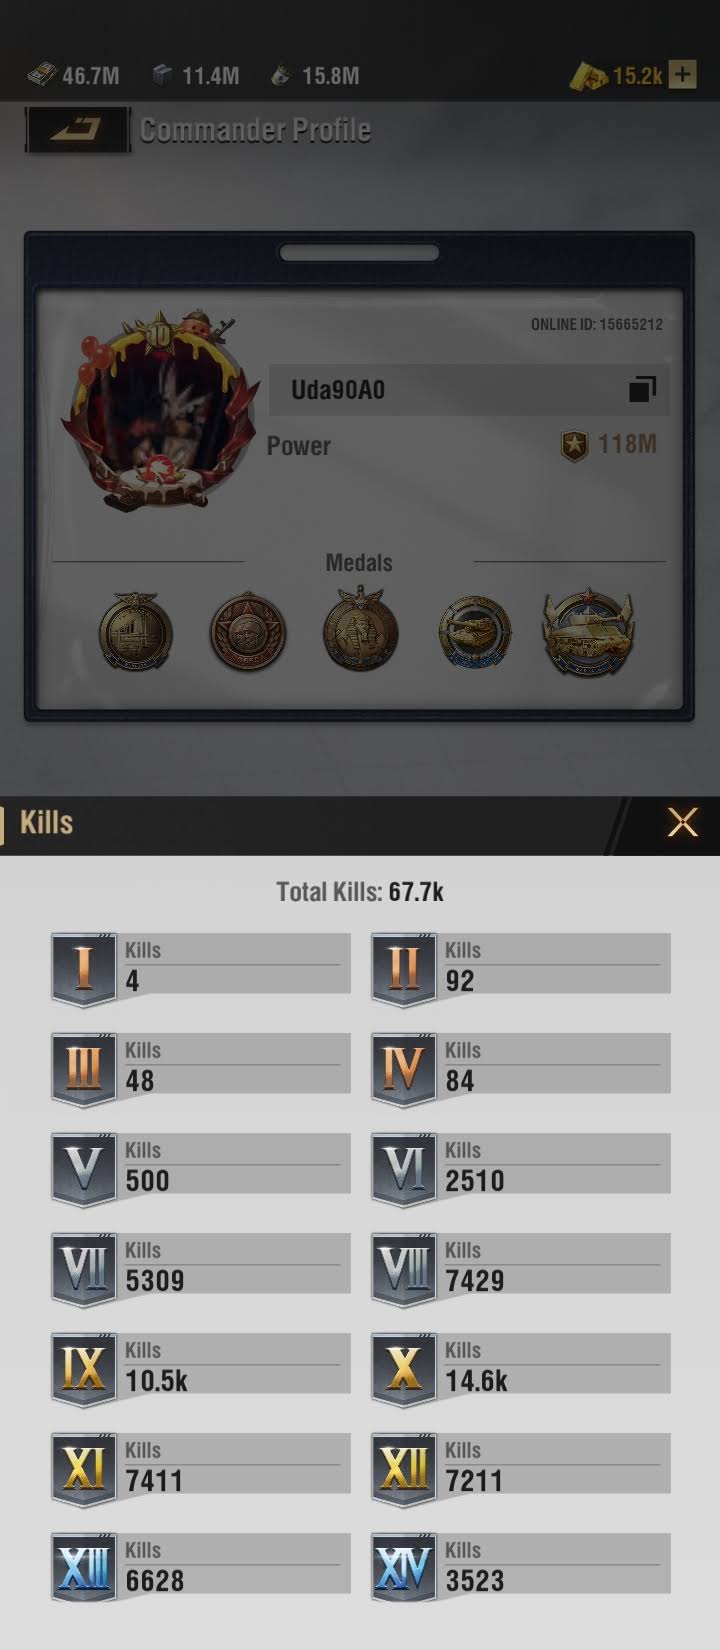 46.7M 11.4M 15.8M 15.2k +
Commander Profile
10
ONLINE ID: 15665212
Uda90A0
Power 118M
Medals
Kills
Total Kills: 67.7k
I Kills 4
II Kills 92
III Kills 48
IV Kills 84
V Kills 500
VI Kills 2510
VII Kills 5309
VIII Kills 7429
IX Kills 10.5k
X Kills 14.6k
XI Kills 7411
XII Kills 7211
XIII Kills 6628
XIV Kills 3523